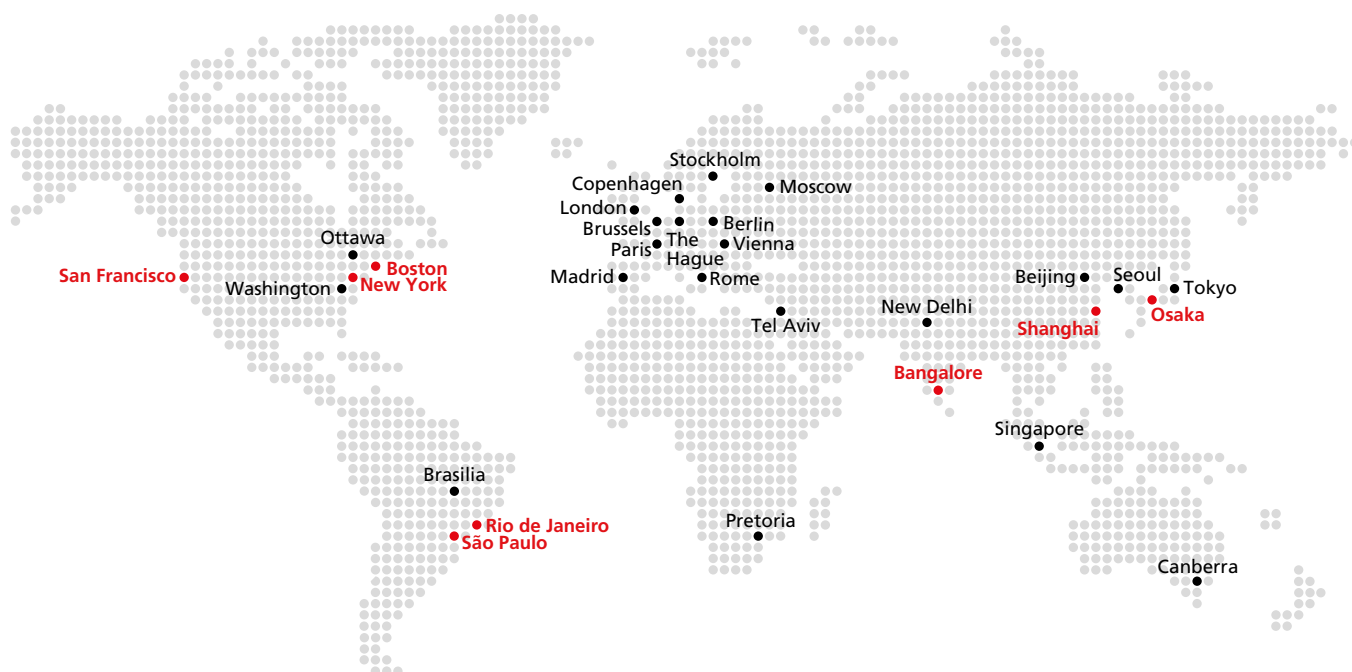 Stockholm
Copenhagen
Moscow
London
Brussels
Berlin
Ottawa
Paris
The
Hague
Vienna
San Francisco
Boston
New York
Washington
Madrid
Rome
Beijing
Seoul
Tokyo
Tel Aviv
New Delhi
Shanghai
Osaka
Bangalore
Singapore
Brasilia
Rio de Janeiro
São Paulo
Pretoria
Canberra